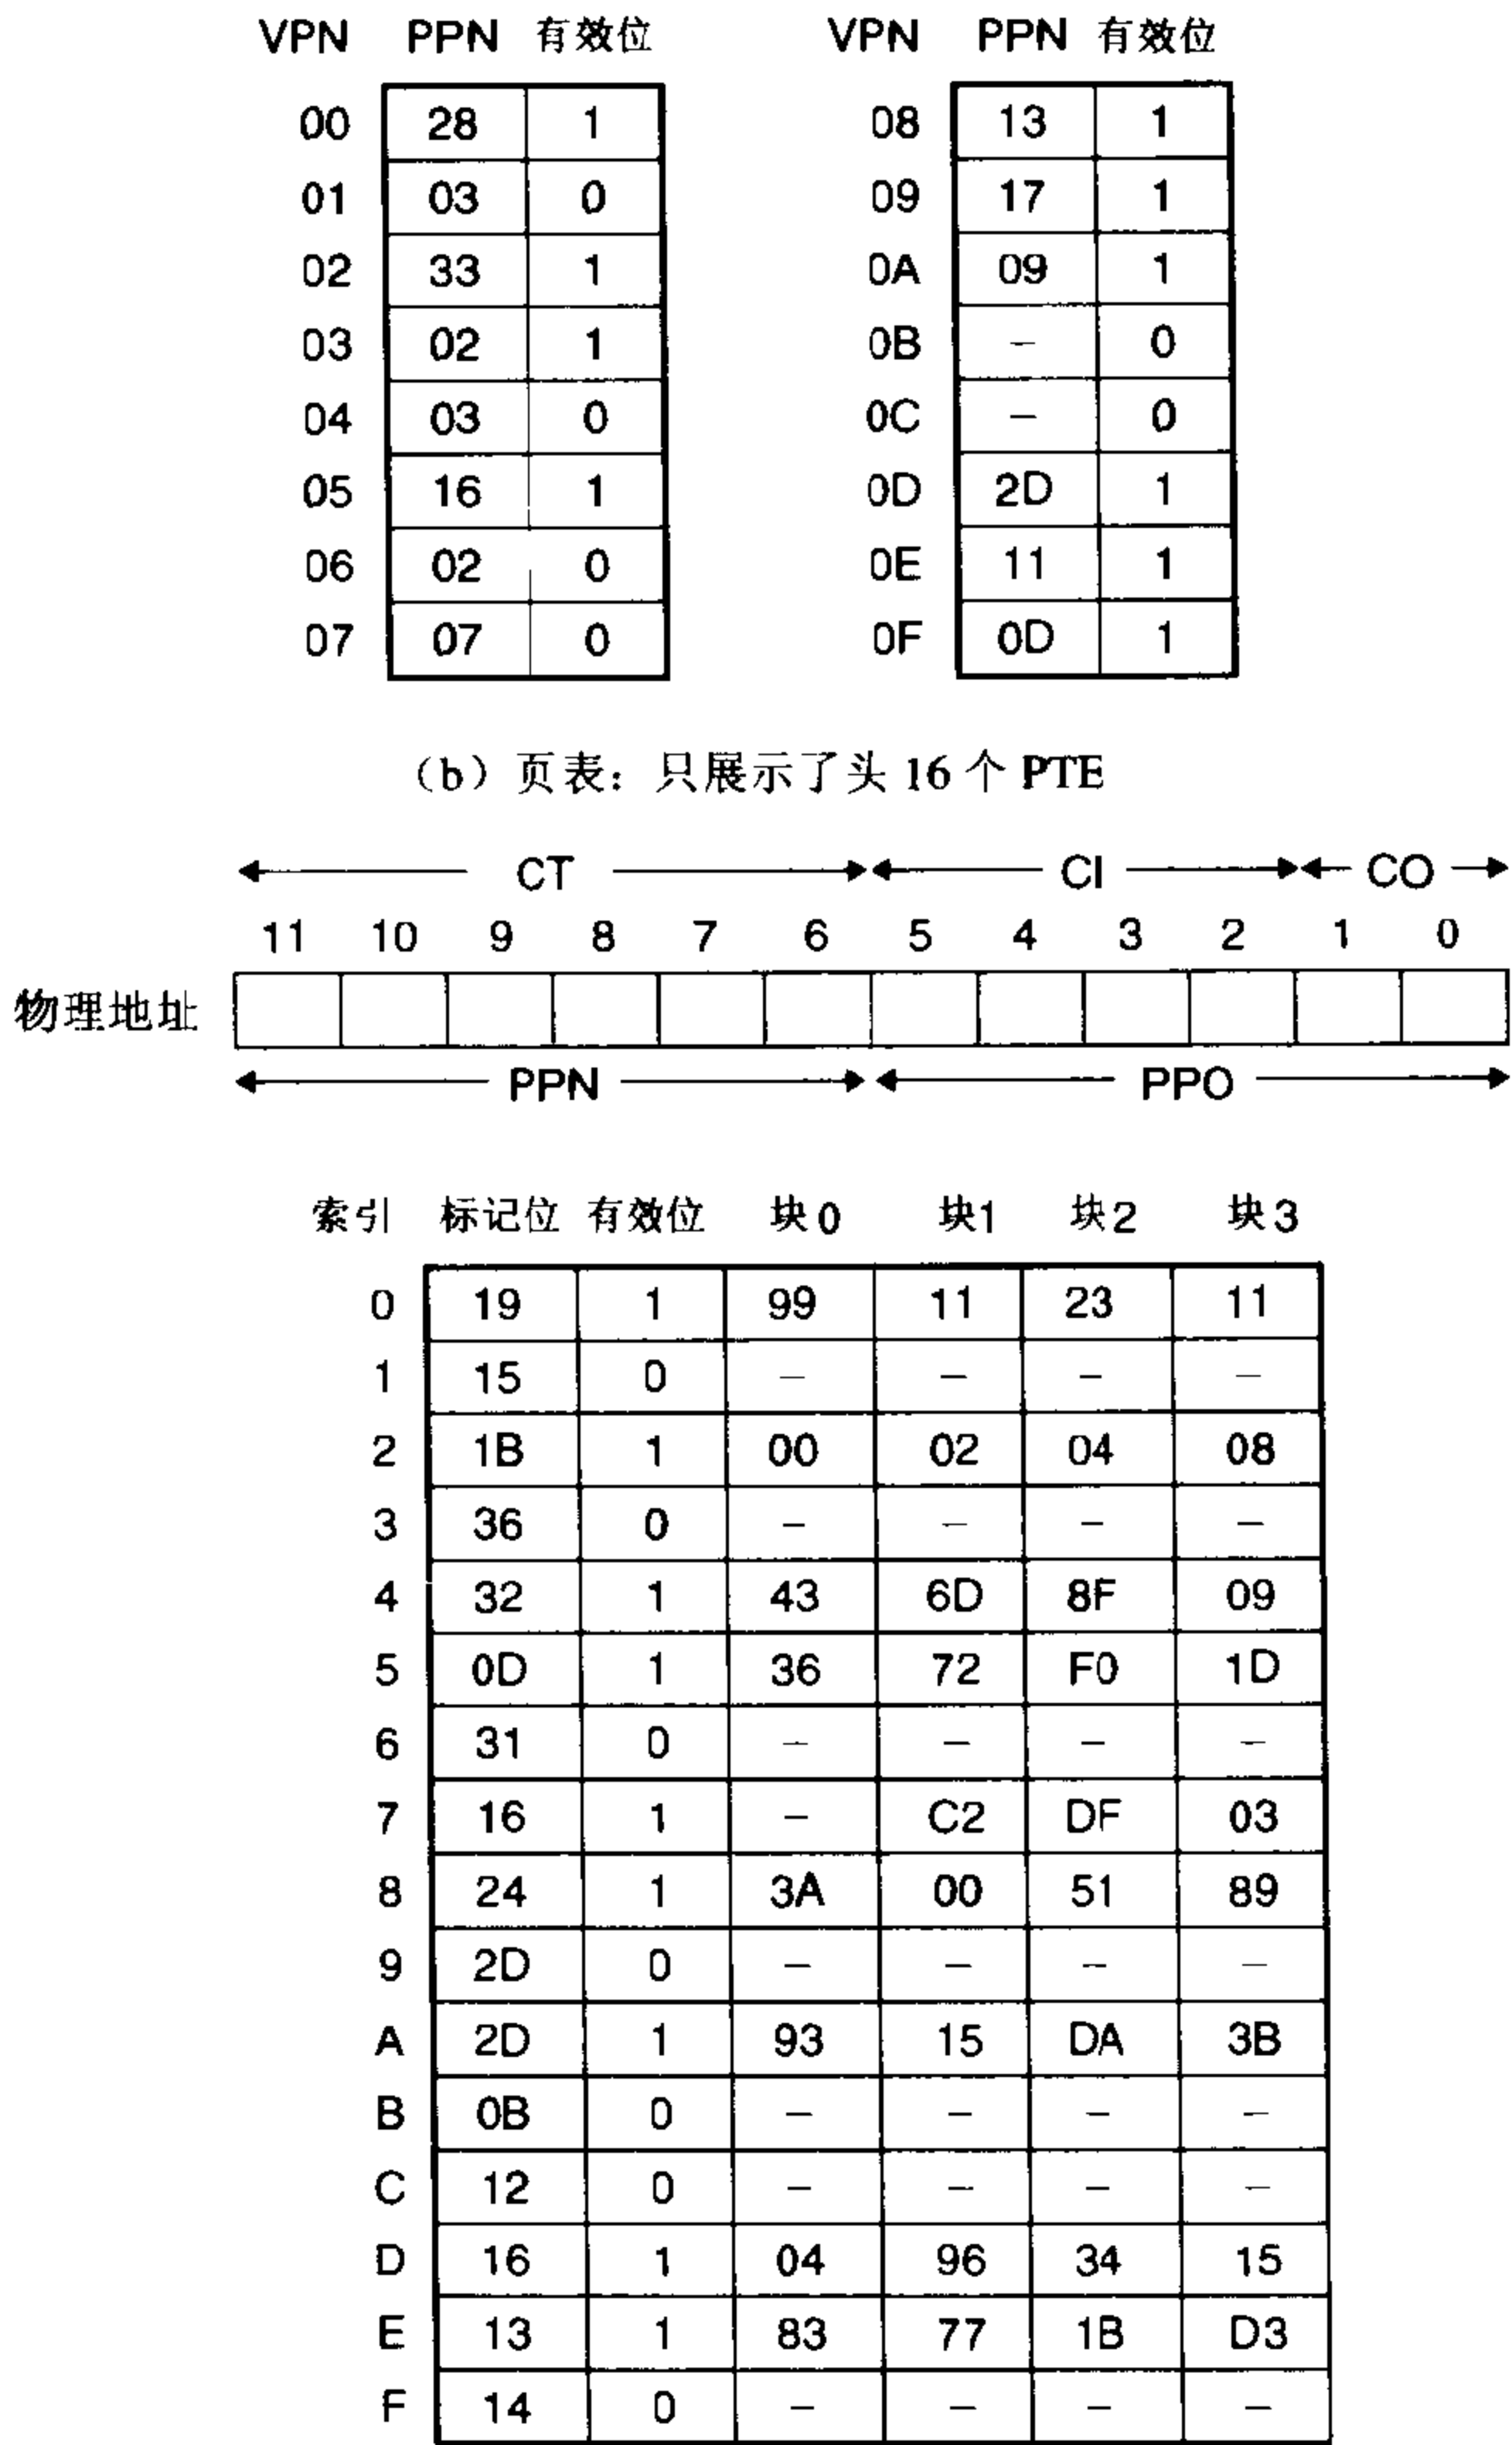 VPN PPN 有效位 VPN PPN 有效位
00 28 1 08 13 1
01 03 0 09 17 1
02 33 1 0A 09 1
03 02 1 0B – 0
04 03 0 0C – 0
05 16 1 0D 2D 1
06 02 0 0E 11 1
07 07 0 0F 0D 1
（b）页表：只展示了头 16 个 PTE
CT CI CO
11 10 9 8 7 6 5 4 3 2 1 0
物理地址
PPN PPO
索引 标记位 有效位 块0 块1 块2 块3
0 19 1 99 11 23 11
1 15 0 – – – –
2 1B 1 00 02 04 08
3 36 0 – – – –
4 32 1 43 6D 8F 09
5 0D 1 36 72 F0 1D
6 31 0 – – – –
7 16 1 – C2 DF 03
8 24 1 3A 00 51 89
9 2D 0 – – – –
A 2D 1 93 15 DA 3B
B 0B 0 – – – –
C 12 0 – – – –
D 16 1 04 96 34 15
E 13 1 83 77 1B D3
F 14 0 – – – –